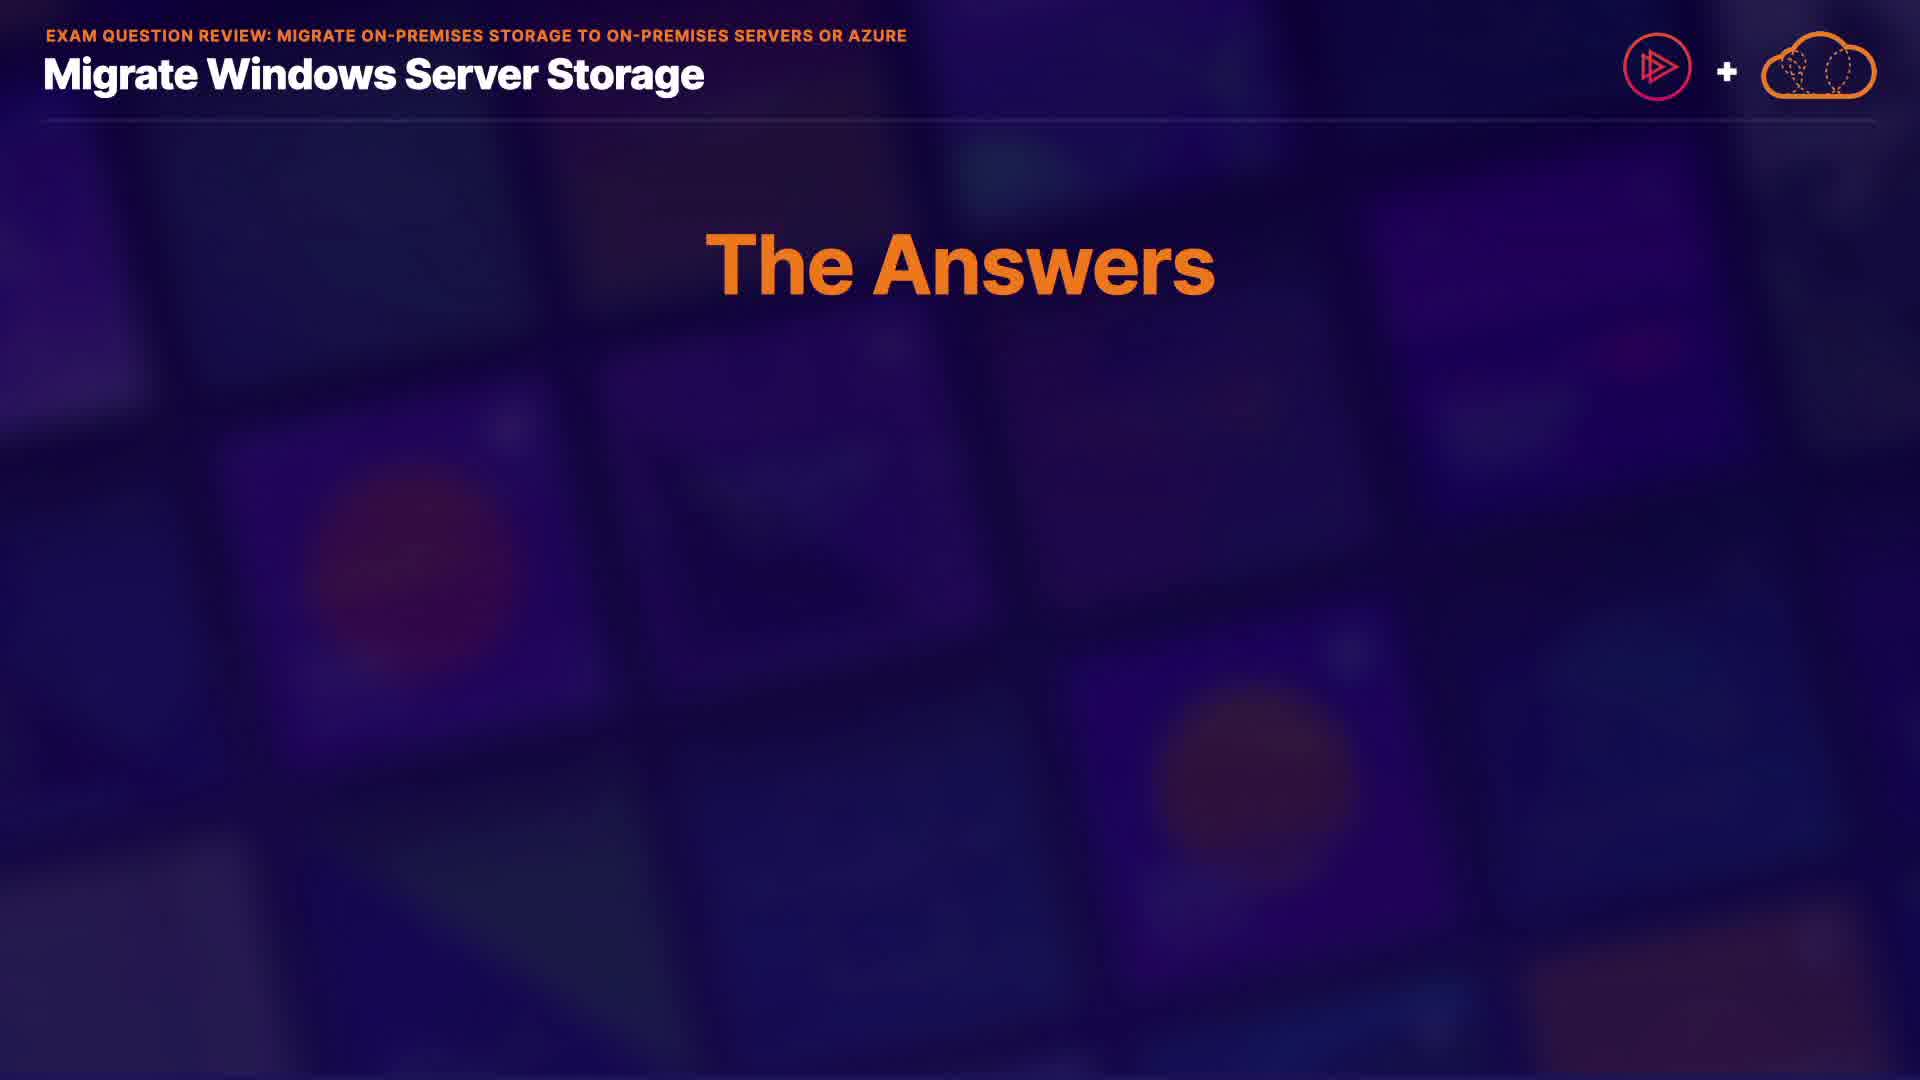 EXAM QUESTION REVIEW: MIGRATE ON-PREMISES STORAGE TO ON-PREMISES SERVERS OR AZURE
Migrate Windows Server Storage
+
The Answers